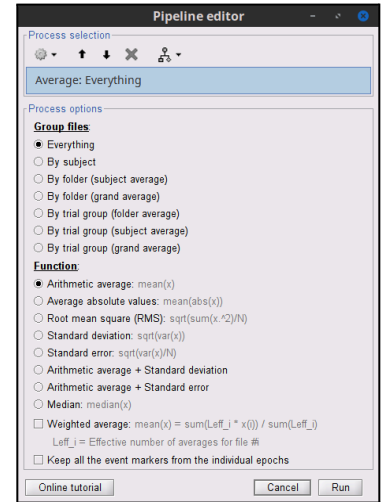 Pipeline editor
Process selection
Average: Everything
Process options
Group files:
Everything
By subject
By folder (subject average)
By folder (grand average)
By trial group (folder average)
By trial group (subject average)
By trial group (grand average)
Function:
Arithmetic average: mean(x)
Average absolute values: mean(abs(x))
Root mean square (RMS): sqrt(sum(x.^2)/N)
Standard deviation: sqrt(var(x))
Standard error: sqrt(var(x)/N)
Arithmetic average + Standard deviation
Arithmetic average + Standard error
Median: median(x)
Weighted average: mean(x) = sum(Leff_i * x(i)) / sum(Leff_i)
Leff_i = Effective number of averages for file #i
Keep all the event markers from the individual epochs
Online tutorial Cancel Run